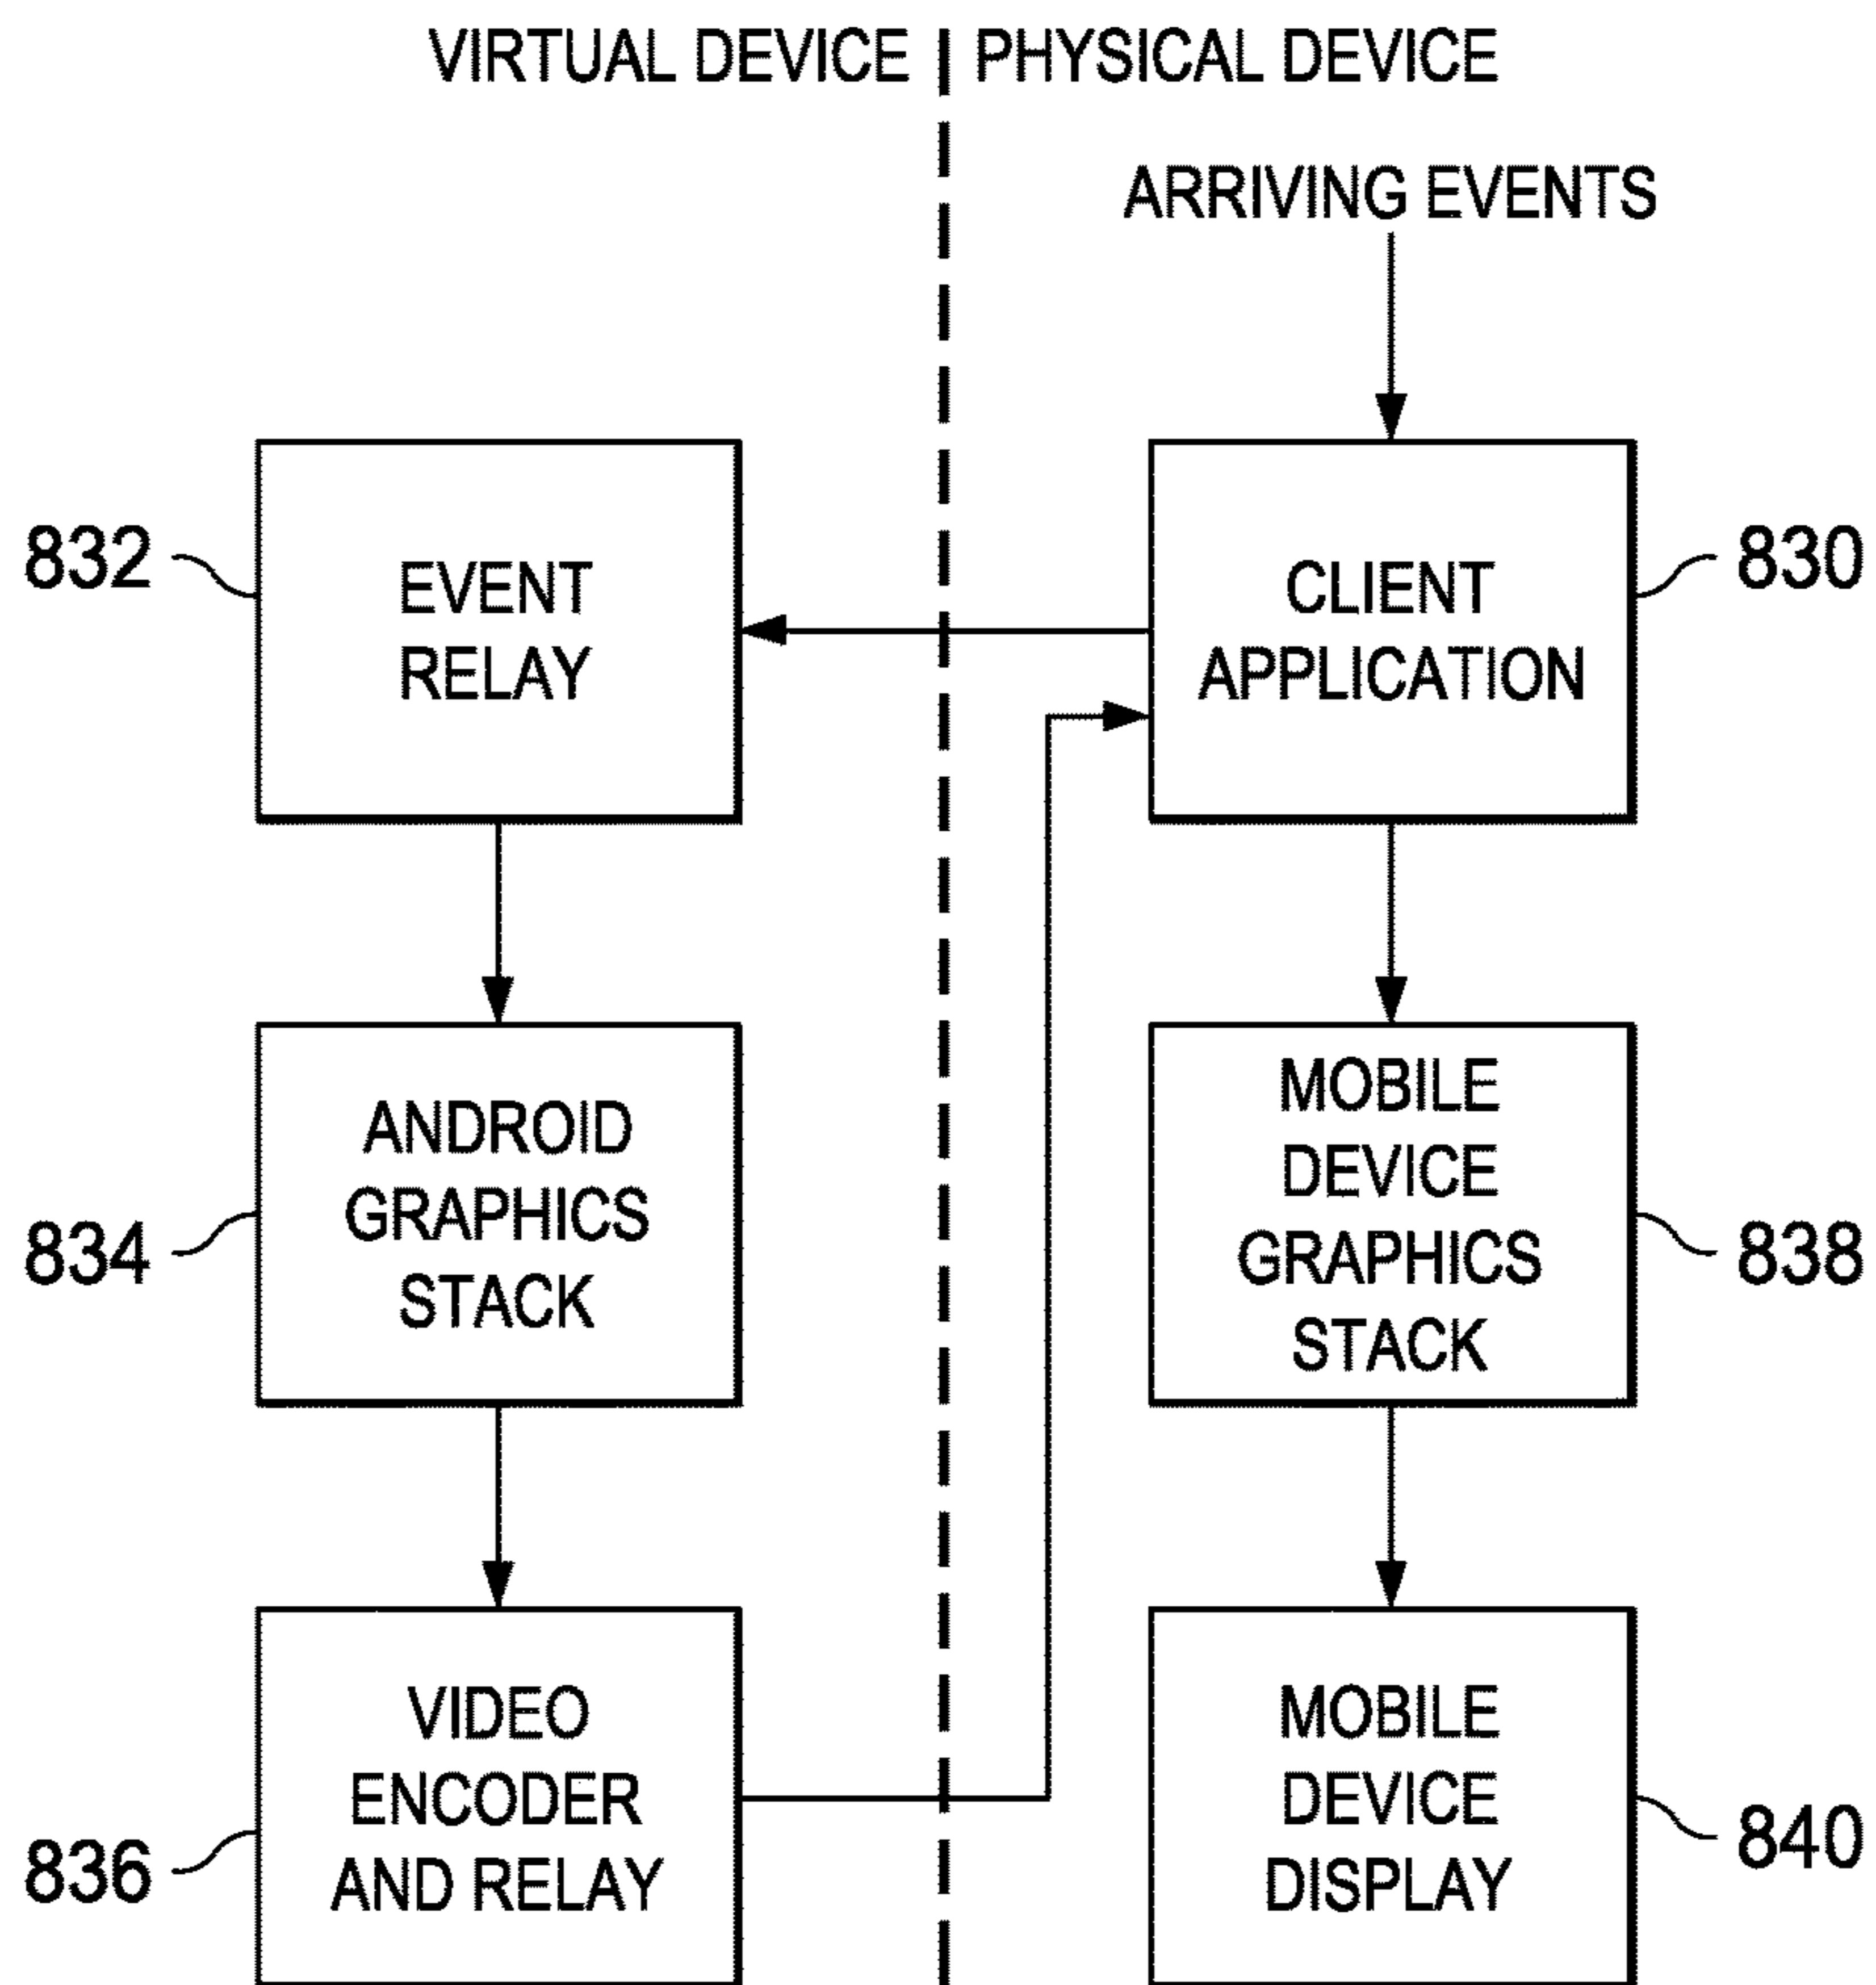 VIRTUAL DEVICE PHYSICAL DEVICE
ARRIVING EVENTS
832
EVENT
RELAY
CLIENT
APPLICATION
830
834
ANDROID
GRAPHICS
STACK
MOBILE
DEVICE
GRAPHICS
STACK
838
836
VIDEO
ENCODER
AND RELAY
MOBILE
DEVICE
DISPLAY
840